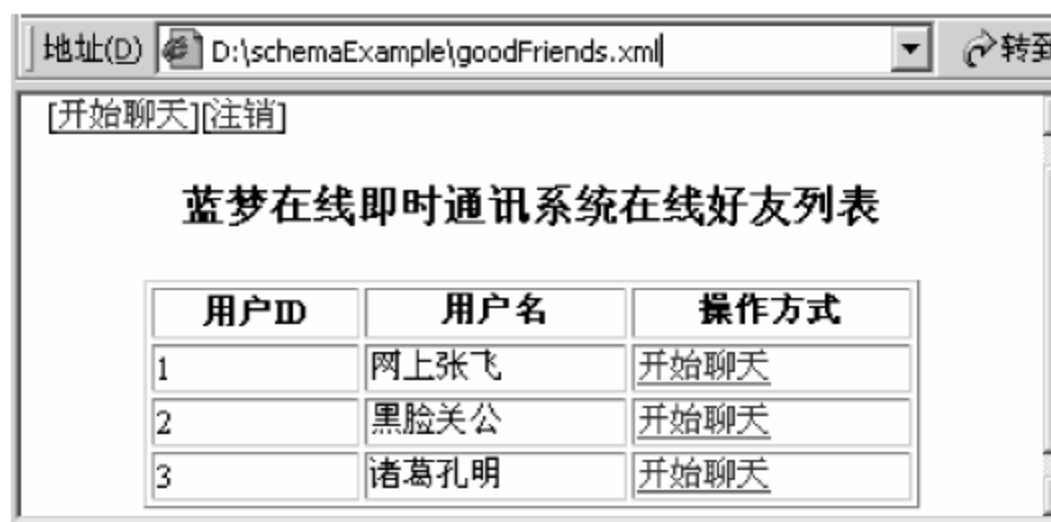 地址(D) D:\schemaExample\goodFriends.xml 转到
[开始聊天][注销]
蓝梦在线即时通讯系统在线好友列表
用户ID 用户名 操作方式
1 网上张飞 开始聊天
2 黑脸关公 开始聊天
3 诸葛孔明 开始聊天